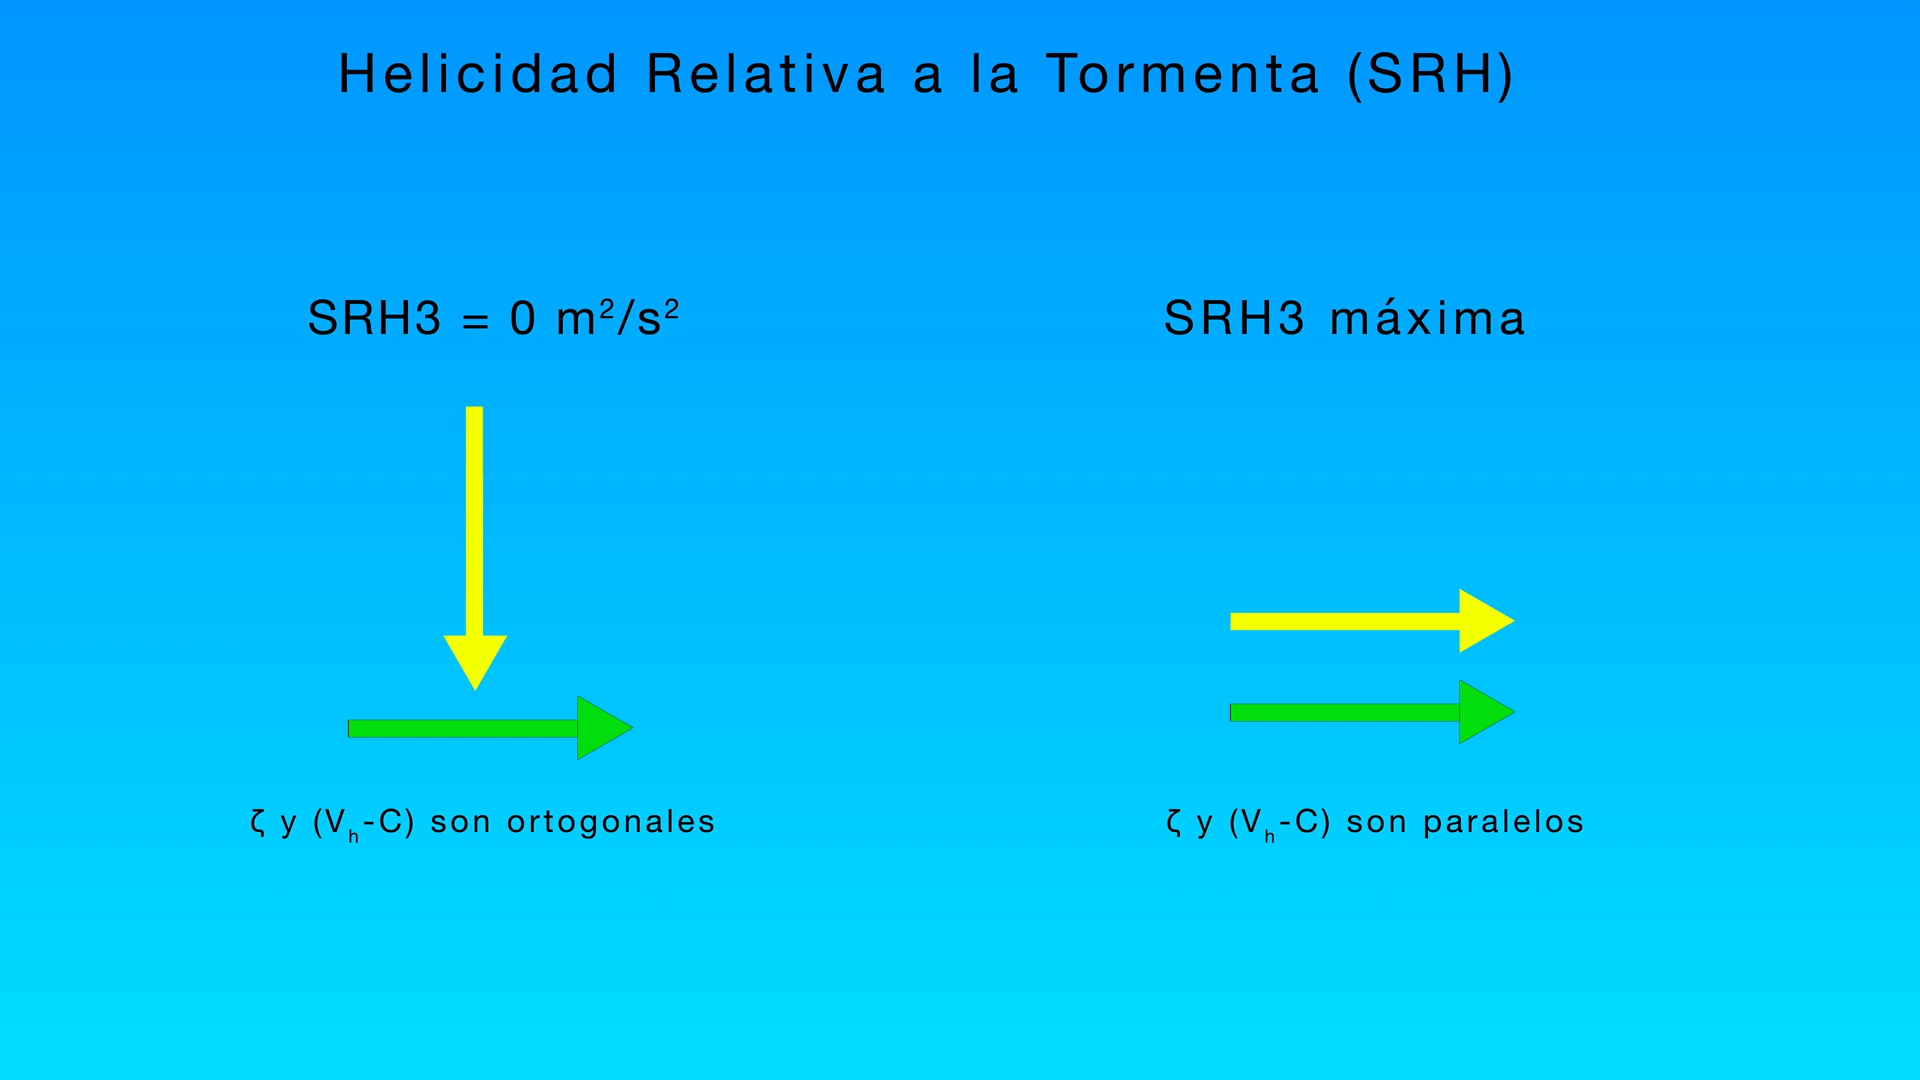 Helicidad Relativa a la Tormenta (SRH)
SRH3 = 0 m²/s²
SRH3 máxima
ζ y (Vₕ-C) son ortogonales
ζ y (Vₕ-C) son paralelos